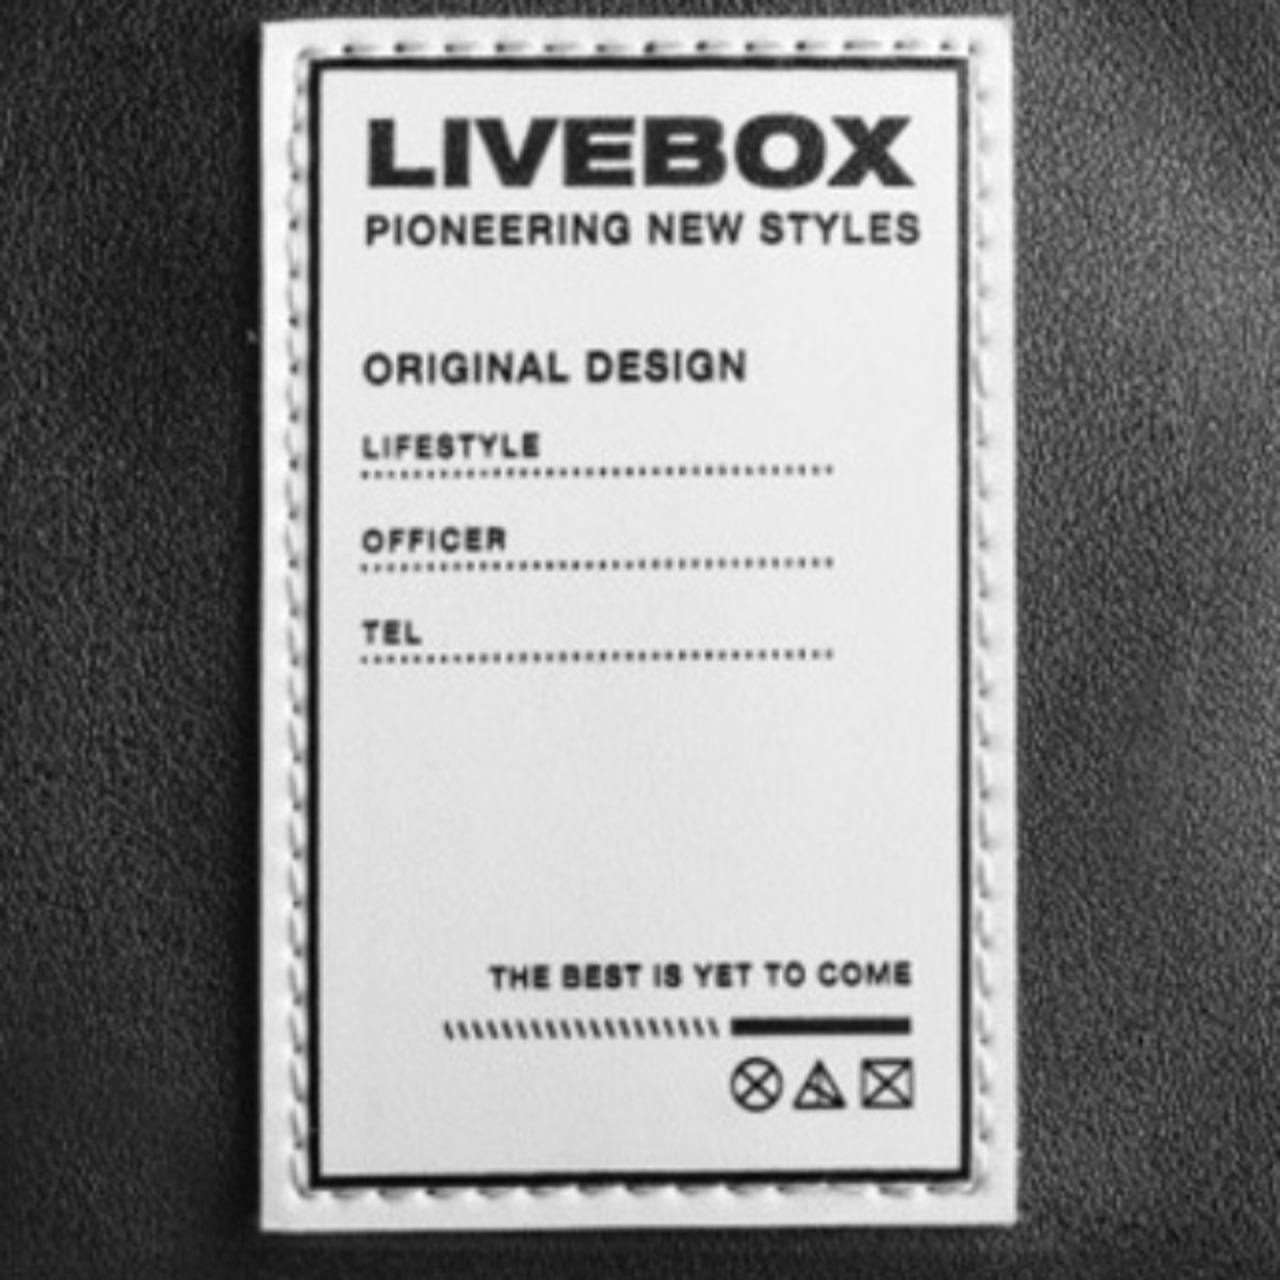 LIVEBOX
PIONEERING NEW STYLES
ORIGINAL DESIGN
LIFESTYLE
OFFICER
TEL
THE BEST IS YET TO COME